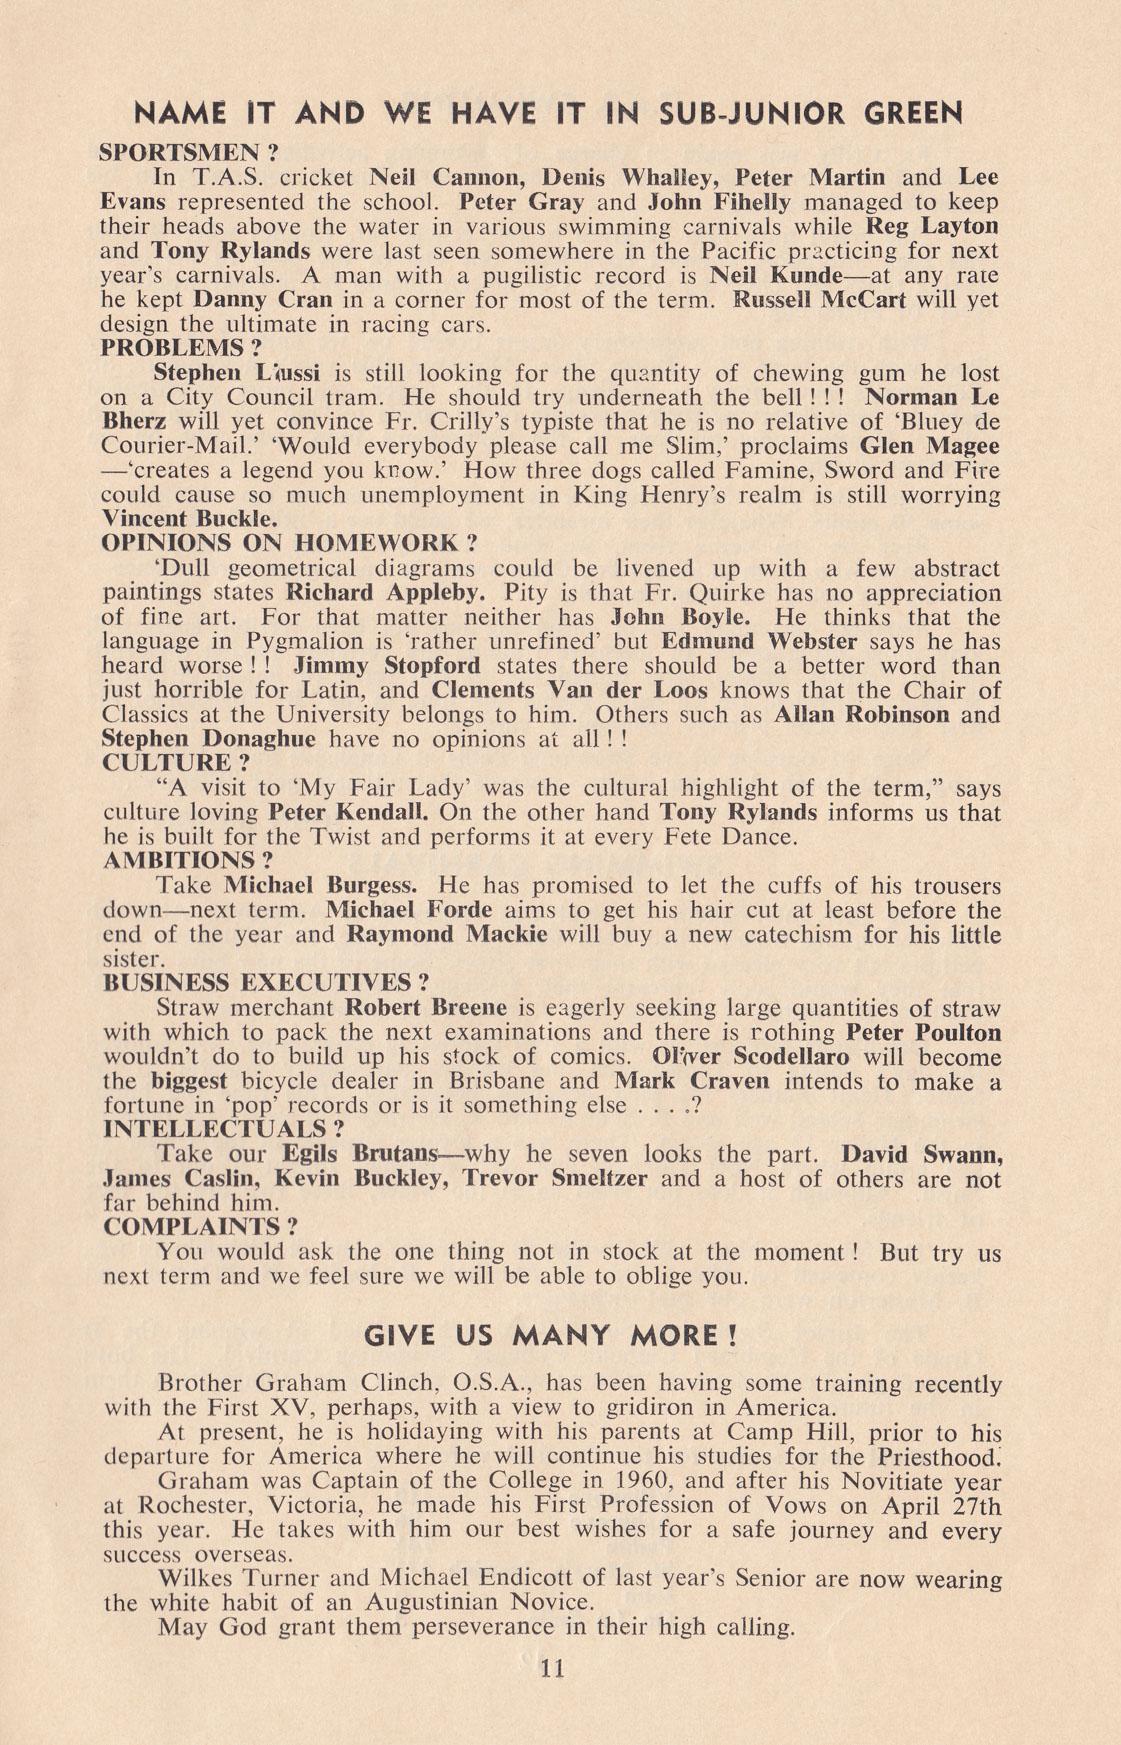 NAME IT AND WE HAVE IT IN SUB-JUNIOR GREEN
SPORTSMEN ?
In T.A.S. cricket Neil Cannon, Denis Whalley, Peter Martin and Lee
Evans represented the school. Peter Gray and John Fihelly managed to keep
their heads above the water in various swimming carnivals while Reg Layton
and Tony Rylands were last seen somewhere in the Pacific practicing for next
year's carnivals. A man with a pugilistic record is Neil Kunde—at any rate
he kept Danny Cran in a corner for most of the term. Russell McCart will yet
design the ultimate in racing cars.
PROBLEMS ?
Stephen Liussi is still looking for the quantity of chewing gum he lost
on a City Council tram. He should try underneath the bell ! ! ! Norman Le
Bherz will yet convince Fr. Crilly's typiste that he is no relative of 'Bluey de
Courier-Mail.' 'Would everybody please call me Slim,' proclaims Glen Magee
—'creates a legend you know.' How three dogs called Famine, Sword and Fire
could cause so much unemployment in King Henry's realm is still worrying
Vincent Buckle.
OPINIONS ON HOMEWORK ?
'Dull geometrical diagrams could be livened up with a few abstract
paintings states Richard Appleby. Pity is that Fr. Quirke has no appreciation
of fine art. For that matter neither has John Boyle. He thinks that the
language in Pygmalion is 'rather unrefined' but Edmund Webster says he has
heard worse ! ! Jimmy Stopford states there should be a better word than
just horrible for Latin, and Clements Van der Loos knows that the Chair of
Classics at the University belongs to him. Others such as Allan Robinson and
Stephen Donaghue have no opinions at all ! !
CULTURE ?
"A visit to 'My Fair Lady' was the cultural highlight of the term," says
culture loving Peter Kendall. On the other hand Tony Rylands informs us that
he is built for the Twist and performs it at every Fete Dance.
AMBITIONS ?
Take Michael Burgess. He has promised to let the cuffs of his trousers
down—next term. Michael Forde aims to get his hair cut at least before the
end of the year and Raymond Mackie will buy a new catechism for his little
sister.
BUSINESS EXECUTIVES ?
Straw merchant Robert Breene is eagerly seeking large quantities of straw
with which to pack the next examinations and there is nothing Peter Poulton
wouldn't do to build up his stock of comics. Oliver Scodellaro will become
the biggest bicycle dealer in Brisbane and Mark Craven intends to make a
fortune in 'pop' records or is it something else . . . .?
INTELLECTUALS ?
Take our Egils Brutans—why he seven looks the part. David Swann,
James Caslin, Kevin Buckley, Trevor Smeltzer and a host of others are not
far behind him.
COMPLAINTS ?
You would ask the one thing not in stock at the moment ! But try us
next term and we feel sure we will be able to oblige you.
GIVE US MANY MORE !
Brother Graham Clinch, O.S.A., has been having some training recently
with the First XV, perhaps, with a view to gridiron in America.
At present, he is holidaying with his parents at Camp Hill, prior to his
departure for America where he will continue his studies for the Priesthood.
Graham was Captain of the College in 1960, and after his Novitiate year
at Rochester, Victoria, he made his First Profession of Vows on April 27th
this year. He takes with him our best wishes for a safe journey and every
success overseas.
Wilkes Turner and Michael Endicott of last year's Senior are now wearing
the white habit of an Augustinian Novice.
May God grant them perseverance in their high calling.
11